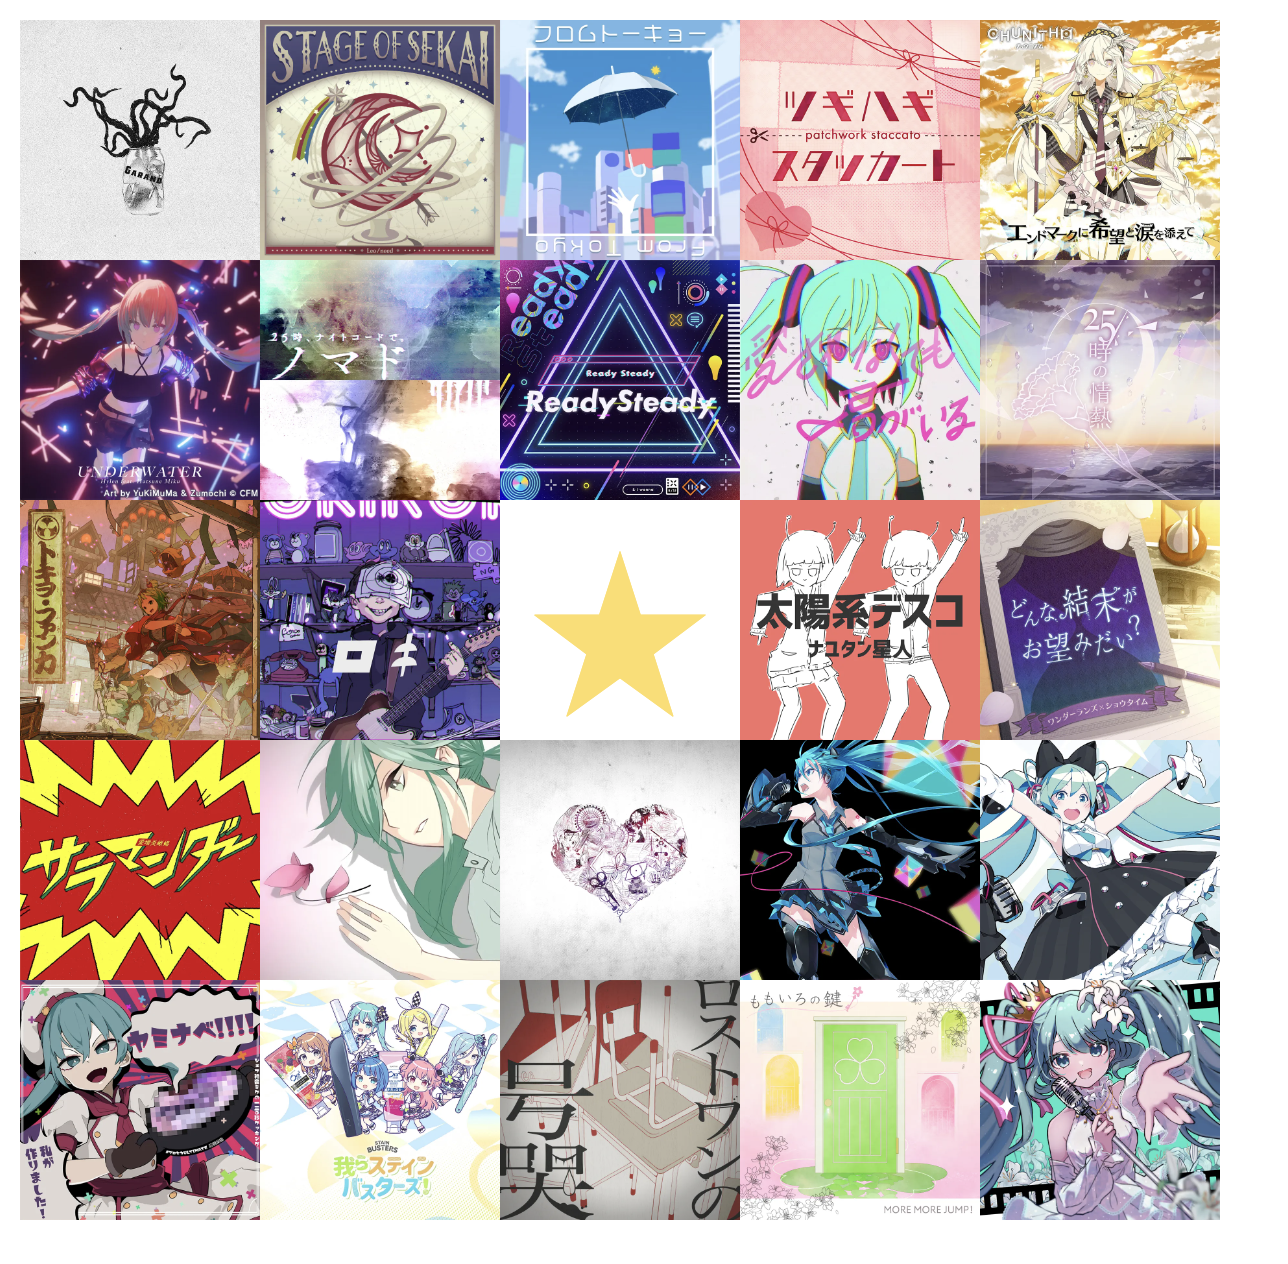 GARAND
STAGE OF SEKAI
Leo/need
フロムトーキョー
From Tokyo
ツギハギ
patchwork staccato
スタッカート
CHUNITHM
エンドマークに希望と涙を添えて
UNDERWATER
Hylen feat. Hatsune Miku
Art by YuKiMuMa & Zumochi © CFM
25時、ナイトコードで。
ノマド
Ready Steady
Ready Steady
ReadySteady
愛されなくても
君がいる
25時の情熱
トキヲ・ファンカ
ロキ
太陽系デスコ
ナユタン星人
どんな結末が
お望みだい?
ワンダーランズ×ショウタイム
サラマンダー
ヤミナベ!!!!
私が
作りました!
STAIN
BUSTERS
我らステイン
バスターズ!
ロストワンの
号哭
ももいろの鍵
MORE MORE JUMP!